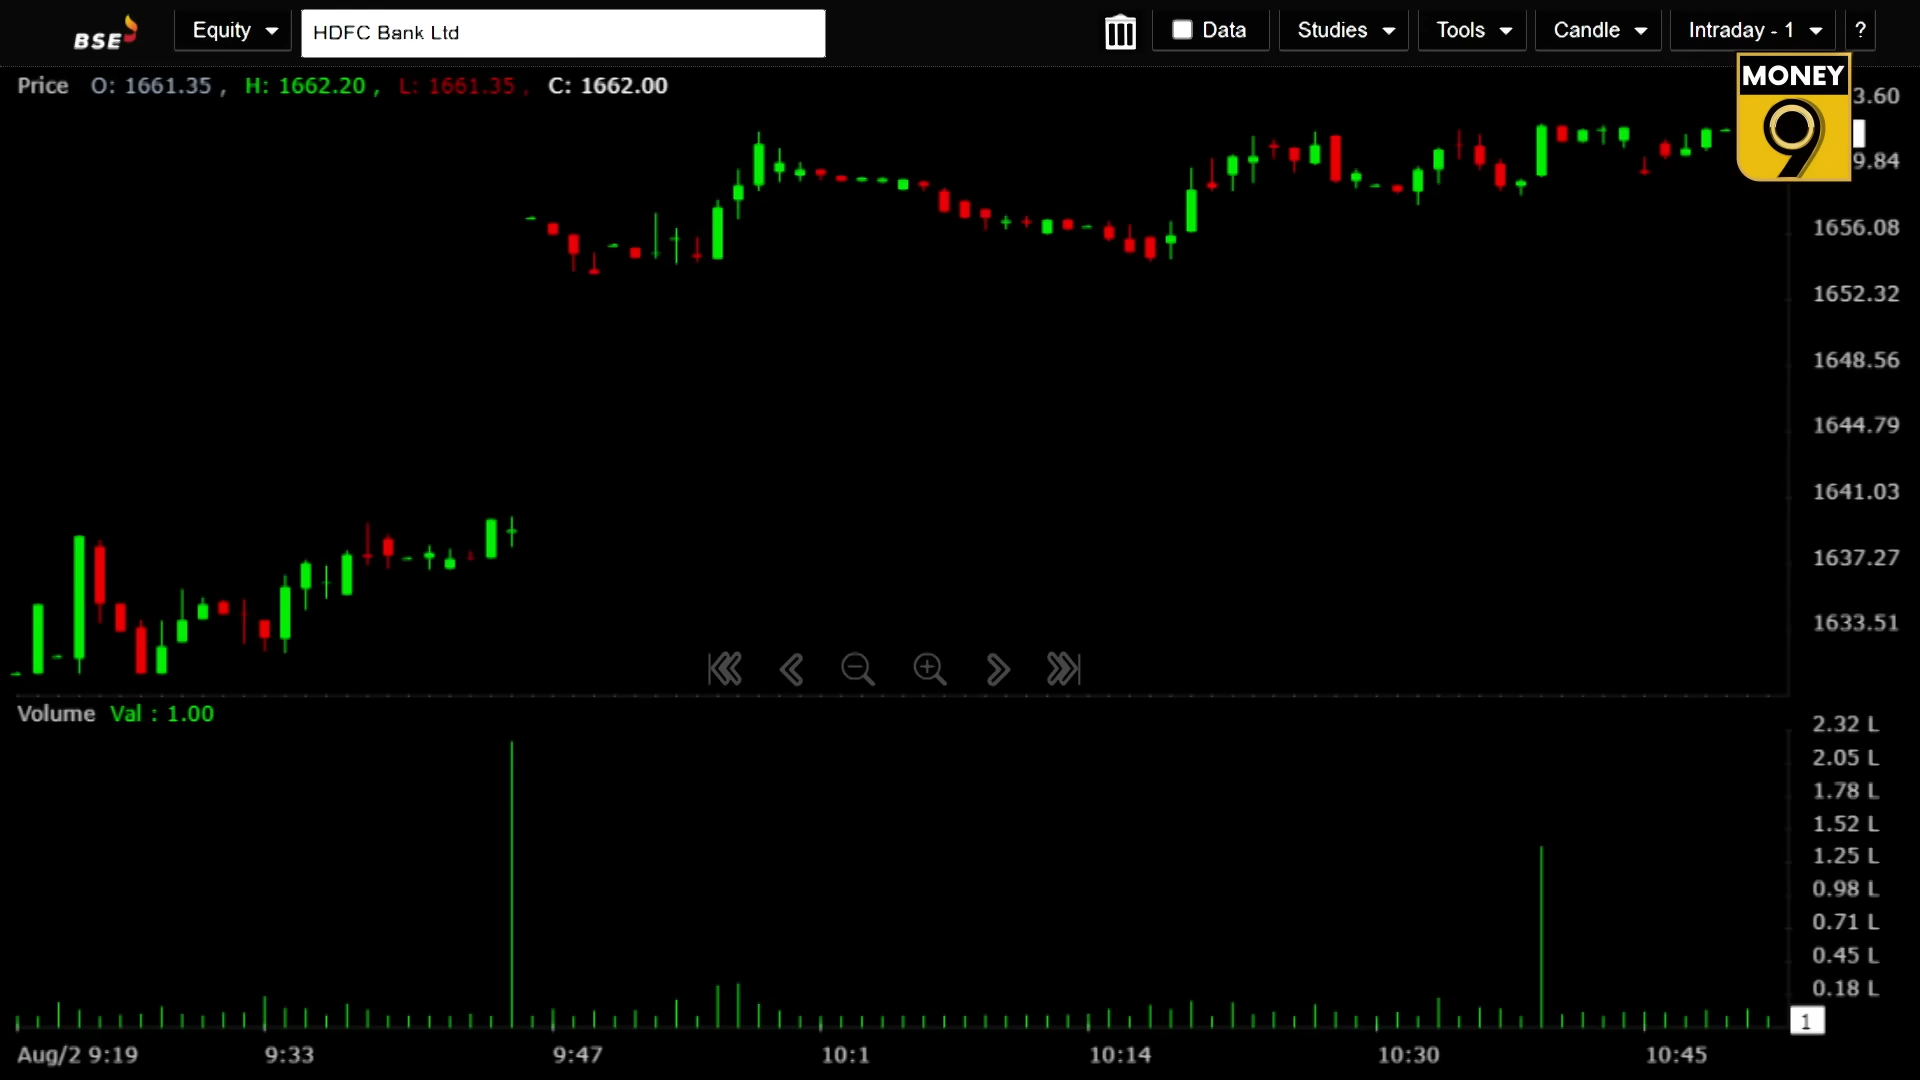 BSE Equity HDFC Bank Ltd Data Studies Tools Candle Intraday - 1 ?
Price O: 1661.35 , H: 1662.20 , L: 1661.35 , C: 1662.00
MONEY
9
3.60
9.84
1656.08
1652.32
1648.56
1644.79
1641.03
1637.27
1633.51
Volume Val : 1.00
2.32 L
2.05 L
1.78 L
1.52 L
1.25 L
0.98 L
0.71 L
0.45 L
0.18 L
1
Aug/2 9:19 9:33 9:47 10:1 10:14 10:30 10:45